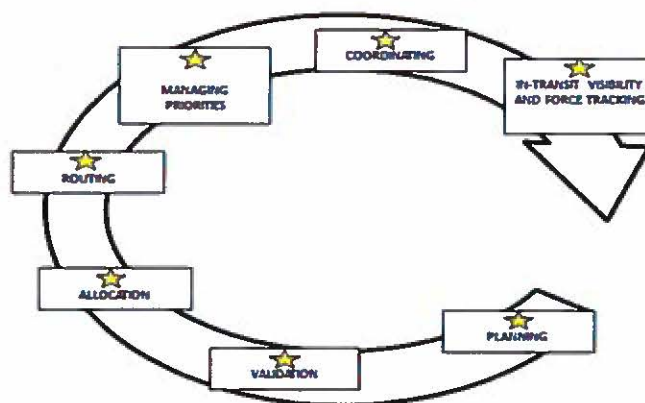 COORDINATING
MANAGING
PRIORITIES
IN-TRANSIT VISIBILITY
AND FORCE TRACKING
ROUTING
ALLOCATION
PLANNING
VALIDATION